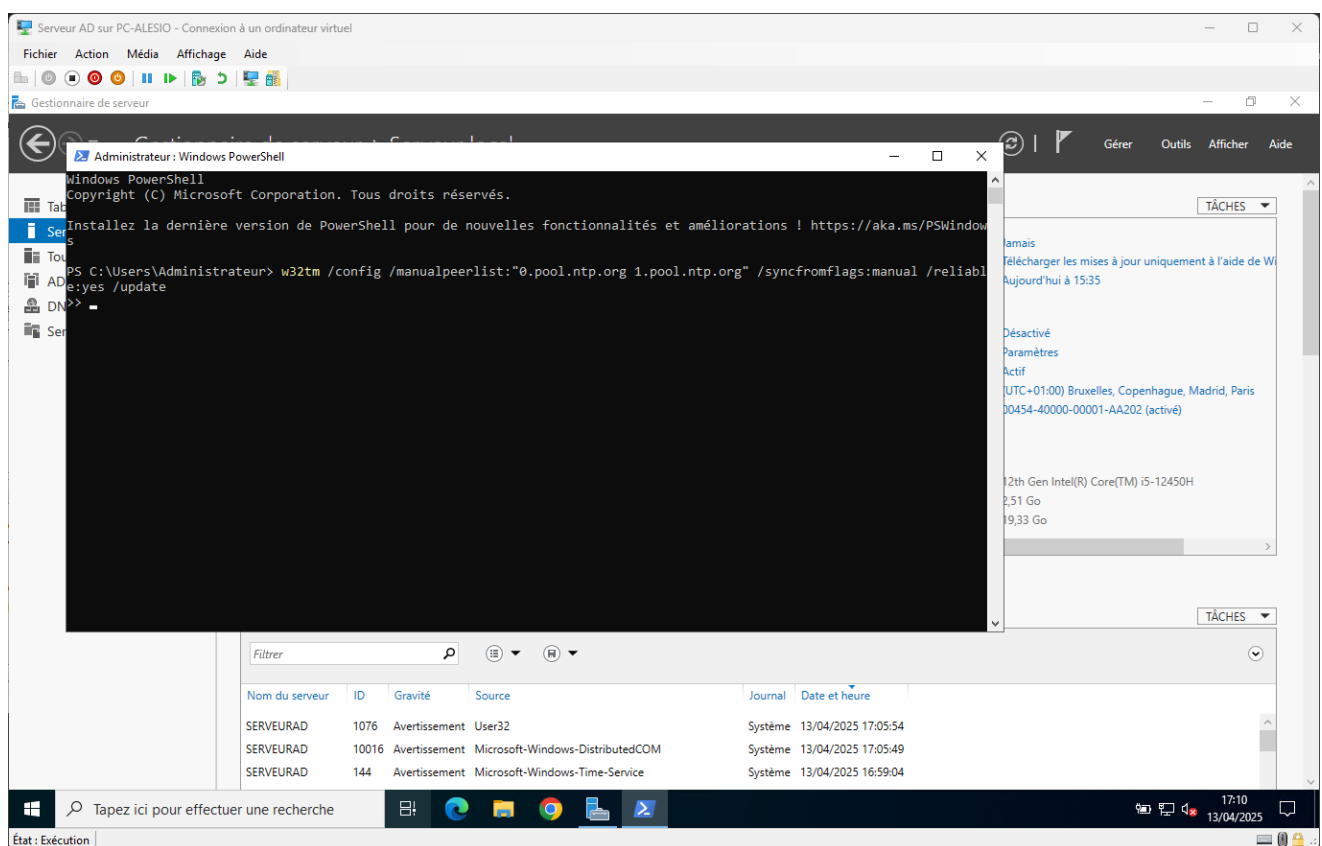 Serveur AD sur PC-ALESIO - Connexion à un ordinateur virtuel
Fichier Action Média Affichage Aide
Gestionnaire de serveur
Gérer Outils Afficher Aide
Administrateur : Windows PowerShell
Windows PowerShell
Copyright (C) Microsoft Corporation. Tous droits réservés.
Installez la dernière version de PowerShell pour de nouvelles fonctionnalités et améliorations ! https://aka.ms/PSWindow
s
PS C:\Users\Administrateur> w32tm /config /manualpeerlist:"0.pool.ntp.org 1.pool.ntp.org" /syncfromflags:manual /reliabl
e:yes /update
>>
Tab
Ser
Tou
AD
DN
Ser
TÂCHES
Jamais
Télécharger les mises à jour uniquement à l'aide de Wi
Aujourd'hui à 15:35
Désactivé
Paramètres
Actif
(UTC+01:00) Bruxelles, Copenhague, Madrid, Paris
00454-40000-00001-AA202 (activé)
12th Gen Intel(R) Core(TM) i5-12450H
2,51 Go
19,33 Go
TÂCHES
Filtrer
Nom du serveur ID Gravité Source Journal Date et heure
SERVEURAD 1076 Avertissement User32 Système 13/04/2025 17:05:54
SERVEURAD 10016 Avertissement Microsoft-Windows-DistributedCOM Système 13/04/2025 17:05:49
SERVEURAD 144 Avertissement Microsoft-Windows-Time-Service Système 13/04/2025 16:59:04
Tapez ici pour effectuer une recherche
17:10
13/04/2025
État : Exécution